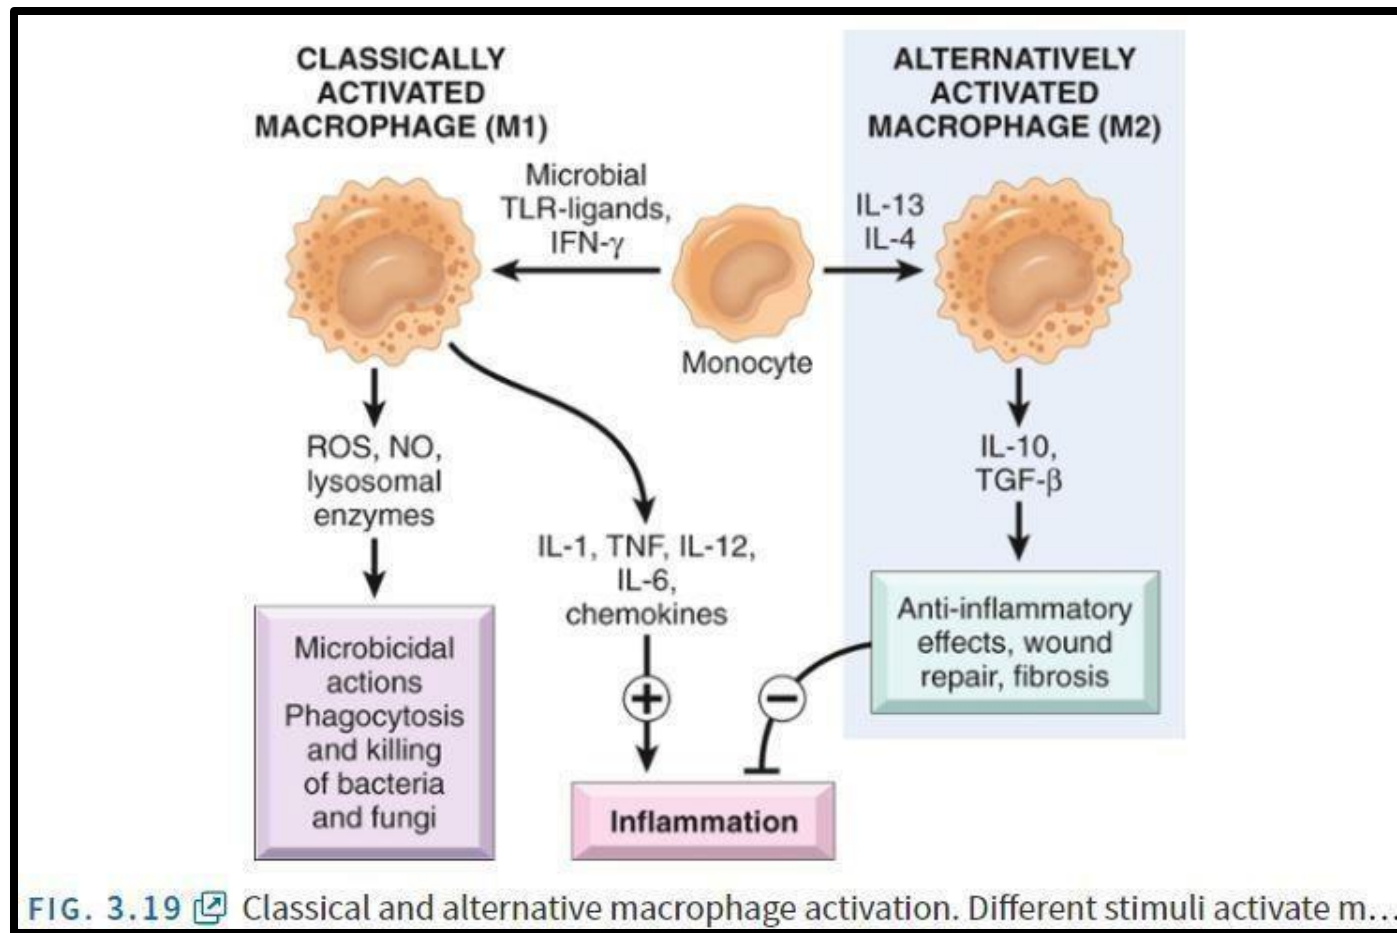 CLASSICALLY
ACTIVATED
MACROPHAGE (M1)
ALTERNATIVELY
ACTIVATED
MACROPHAGE (M2)
Microbial
TLR-ligands,
IFN-γ
IL-13
IL-4
Monocyte
ROS, NO,
lysosomal
enzymes
IL-10,
TGF-β
IL-1, TNF, IL-12,
IL-6,
chemokines
Microbicidal
actions
Phagocytosis
and killing
of bacteria
and fungi
Anti-inflammatory
effects, wound
repair, fibrosis
+
−
Inflammation
FIG. 3.19 Classical and alternative macrophage activation. Different stimuli activate m...